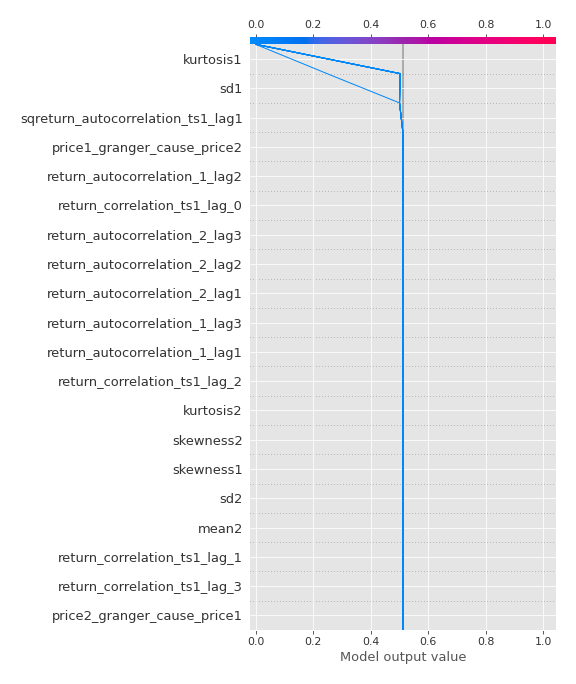 0.0 0.2 0.4 0.6 0.8 1.0
kurtosis1
sd1
sqreturn_autocorrelation_ts1_lag1
price1_granger_cause_price2
return_autocorrelation_1_lag2
return_correlation_ts1_lag_0
return_autocorrelation_2_lag3
return_autocorrelation_2_lag2
return_autocorrelation_2_lag1
return_autocorrelation_1_lag3
return_autocorrelation_1_lag1
return_correlation_ts1_lag_2
kurtosis2
skewness2
skewness1
sd2
mean2
return_correlation_ts1_lag_1
return_correlation_ts1_lag_3
price2_granger_cause_price1
0.0 0.2 0.4 0.6 0.8 1.0
Model output value